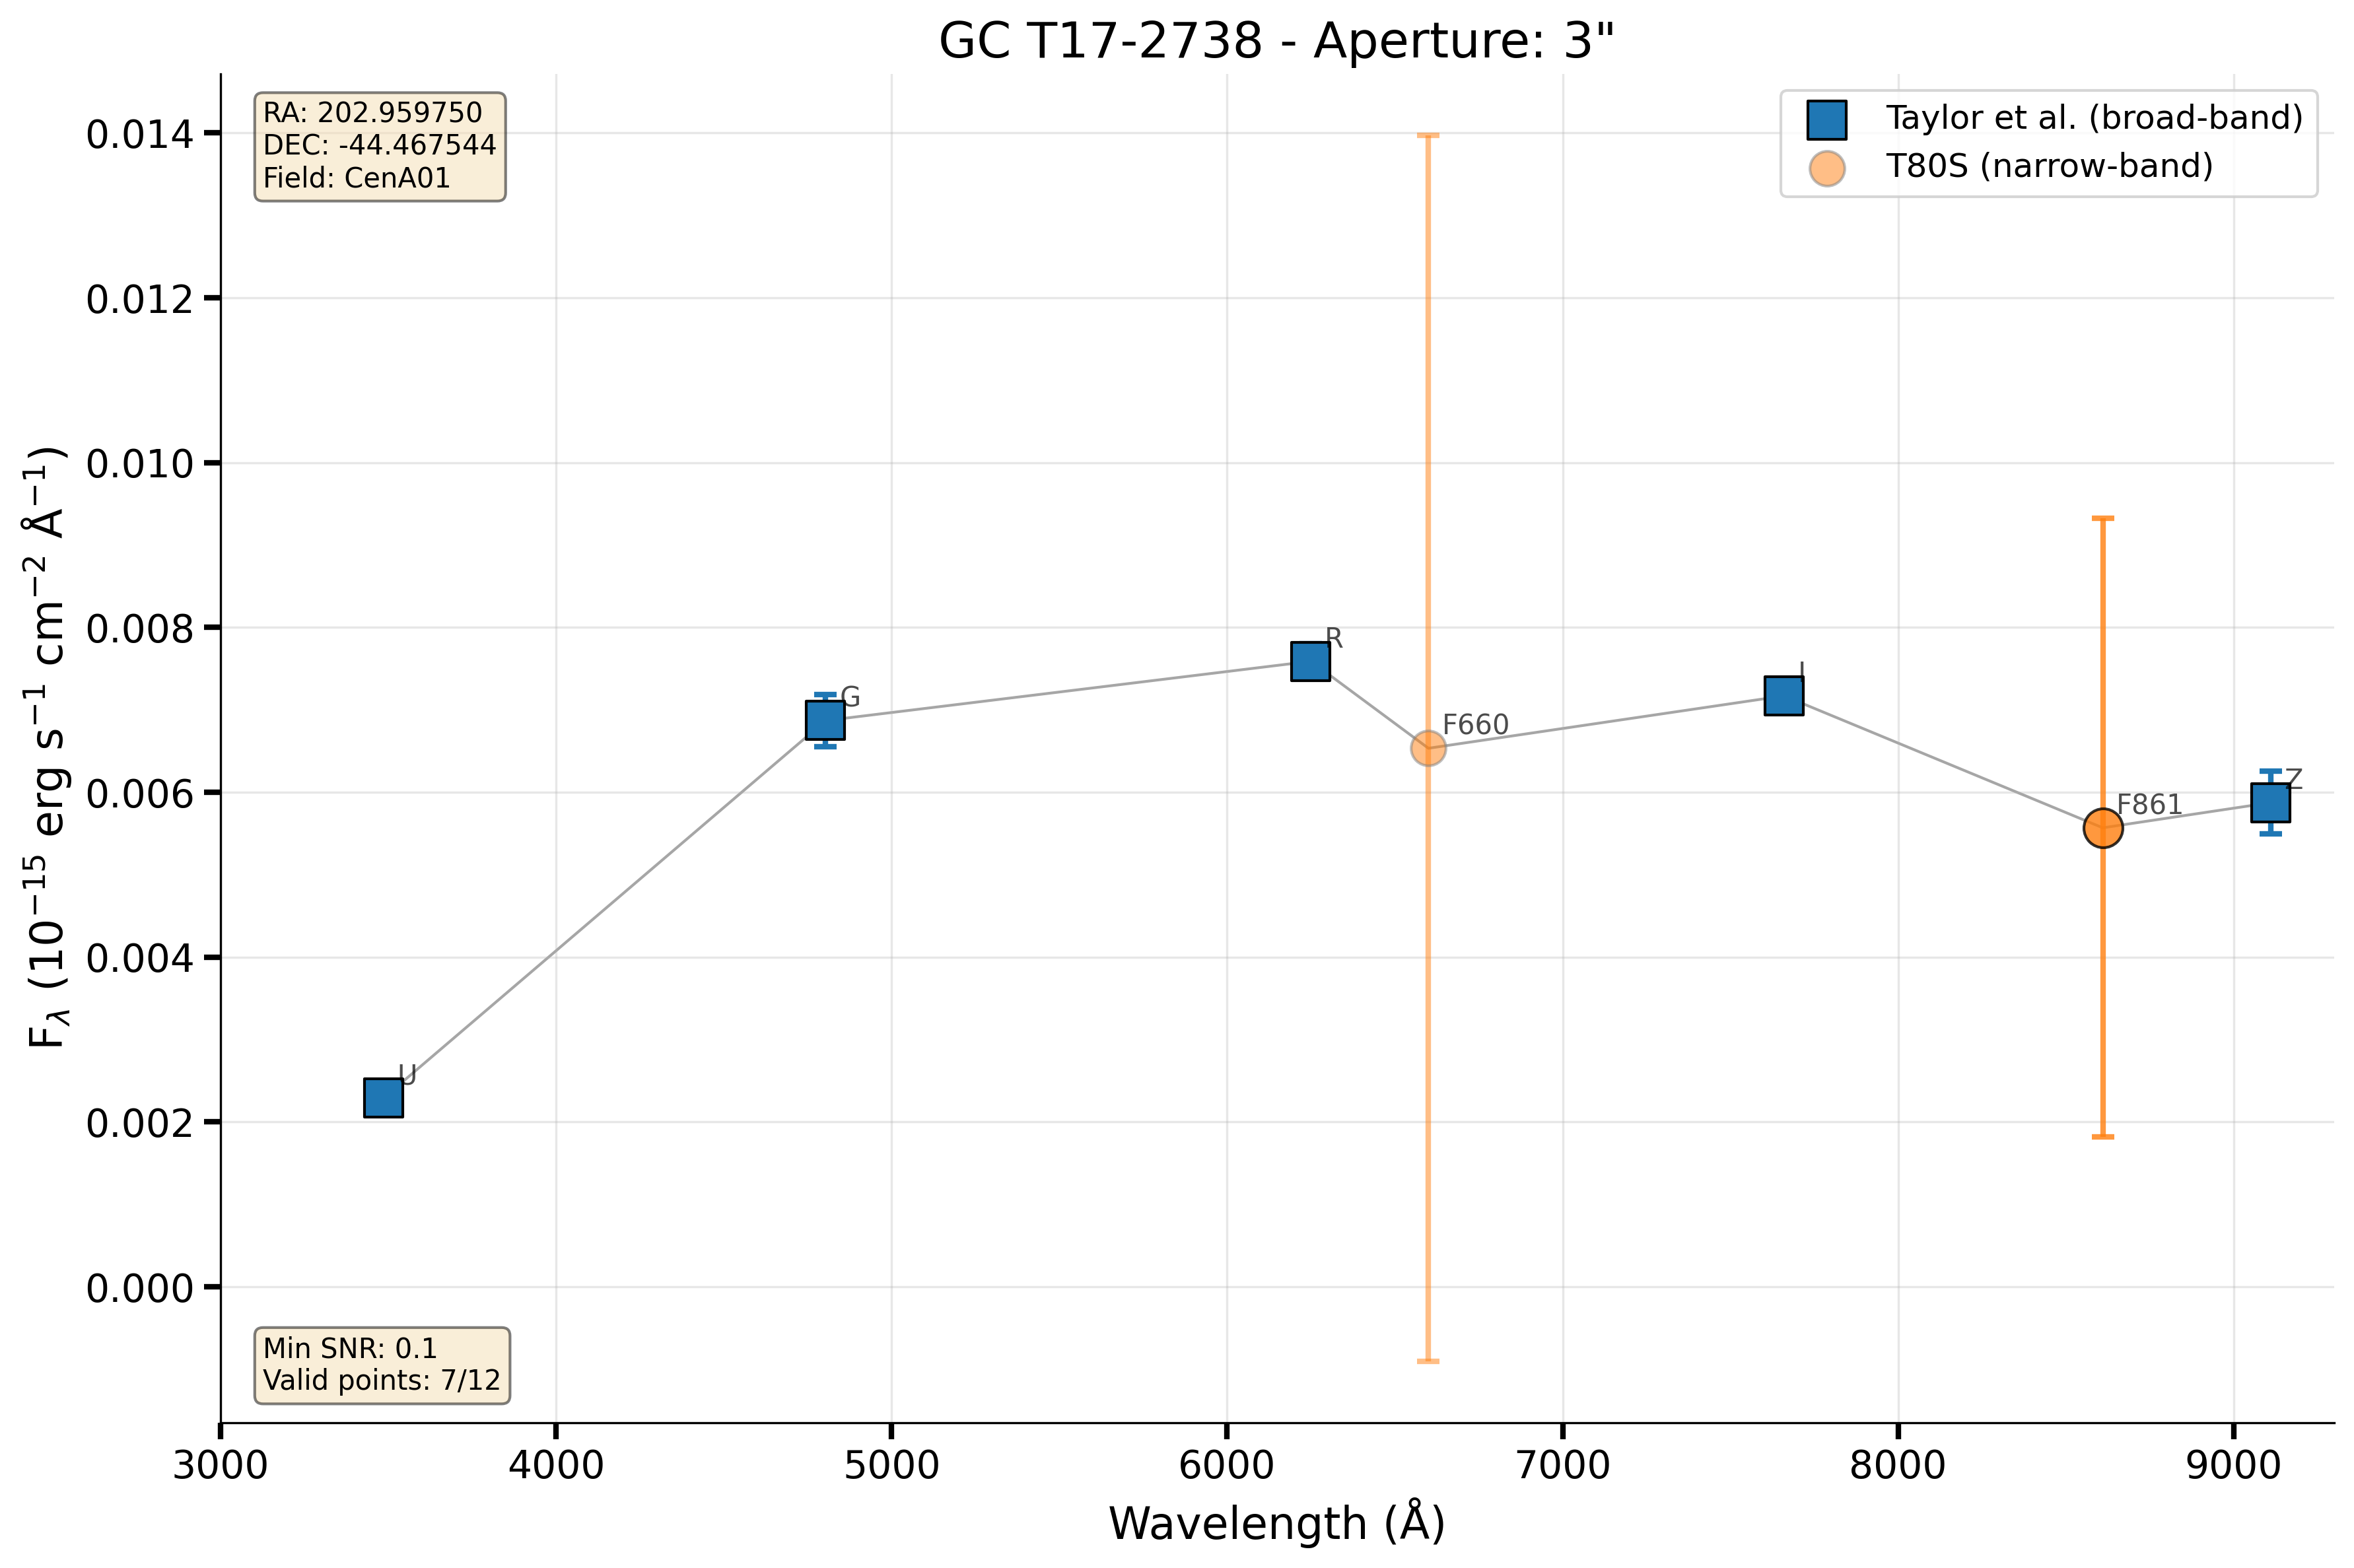 GC T17-2738 - Aperture: 3"
RA: 202.959750
DEC: -44.467544
Field: CenA01
Taylor et al. (broad-band)
T80S (narrow-band)
0.014
0.012
0.010
0.008
0.006
0.004
0.002
0.000
F_λ (10⁻¹⁵ erg s⁻¹ cm⁻² Å⁻¹)
U
G
R
F660
I
F861
Z
Min SNR: 0.1
Valid points: 7/12
3000 4000 5000 6000 7000 8000 9000
Wavelength (Å)